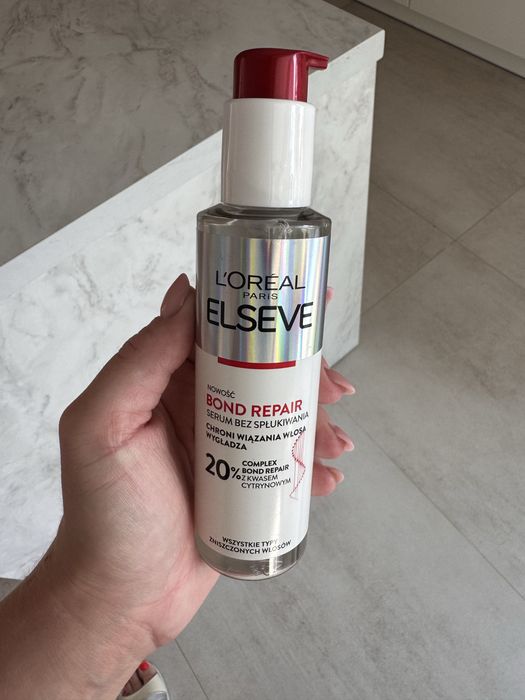 L'ORÉAL
PARIS
ELSEVE
NOWOŚĆ
BOND REPAIR
SERUM BEZ SPŁUKIWANIA
CHRONI WIĄZANIA WŁOSA
WYGŁADZA
20% COMPLEX
BOND REPAIR
Z KWASEM
CYTRYNOWYM
WSZYSTKIE TYPY
ZNISZCZONYCH WŁOSÓW